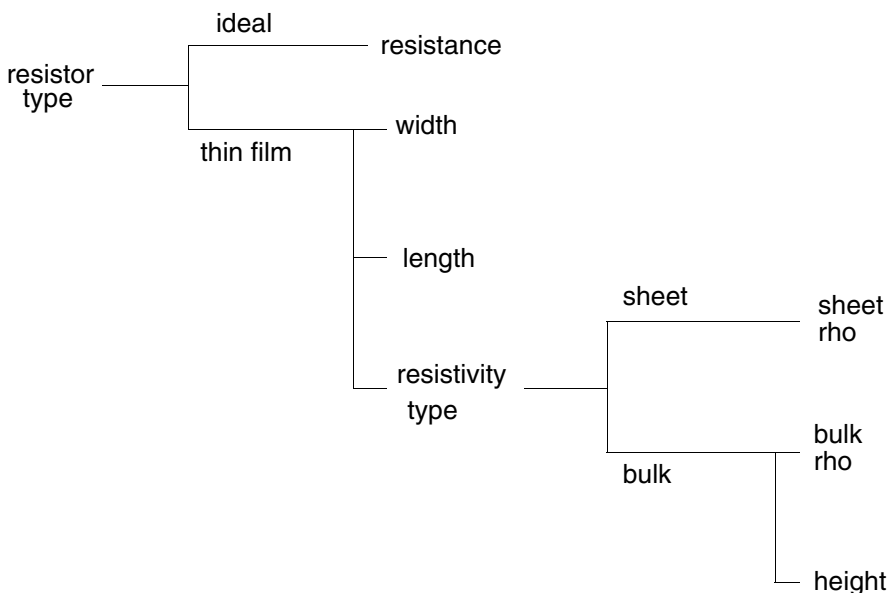 ideal
resistance
resistor
type
width
thin film
length
sheet
sheet
rho
resistivity
type
bulk
rho
bulk
height